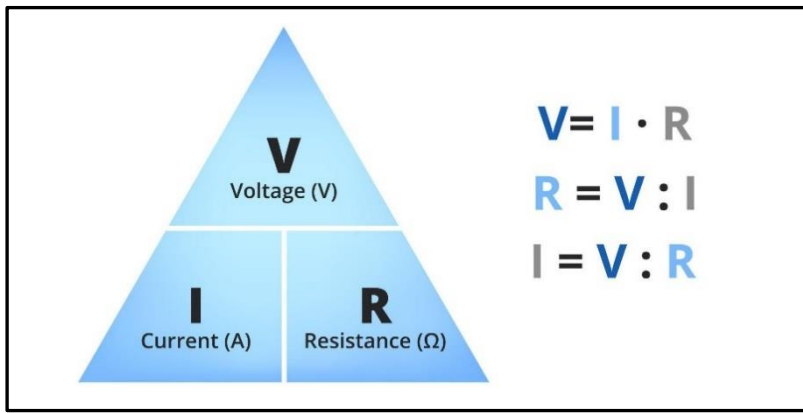 V
Voltage (V)
I
Current (A)
R
Resistance (Ω)
V= I · R
R = V : I
I = V : R